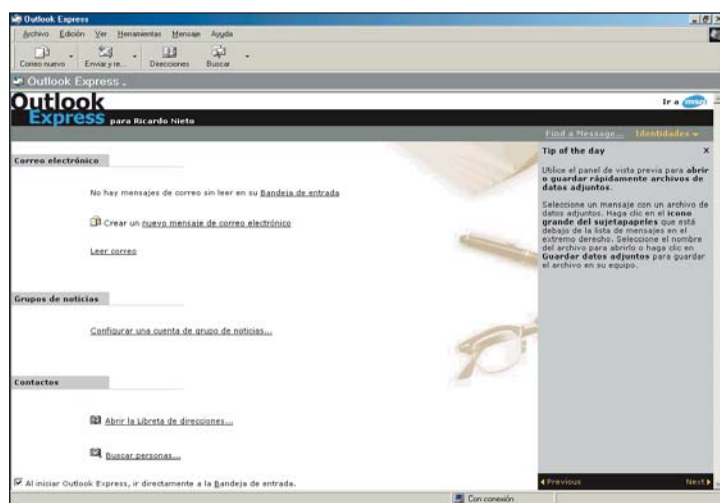 Outlook Express
Archivo Edición Ver Herramientas Mensaje Ayuda
Correo nuevo Enviar y re... Direcciones Buscar
Outlook Express
Outlook
Express para Ricardo Nieto
Ir a msn
Find a Message... Identidades
Correo electrónico
No hay mensajes de correo sin leer en su Bandeja de entrada
Crear un nuevo mensaje de correo electrónico
Leer correo
Grupos de noticias
Configurar una cuenta de grupo de noticias...
Contactos
Abrir la Libreta de direcciones...
Buscar personas...
Al iniciar Outlook Express, ir directamente a la Bandeja de entrada.
Tip of the day X
Utilice el panel de vista previa para abrir
o guardar rápidamente archivos de
datos adjuntos.
Seleccione un mensaje con un archivo de
datos adjuntos. Haga clic en el icono
grande del sujetapapeles que está
debajo de la lista de mensajes en el
extremo derecho. Seleccione el nombre
del archivo para abrirlo o haga clic en
Guardar datos adjuntos para guardar
el archivo en su equipo.
Previous Next
Con conexión